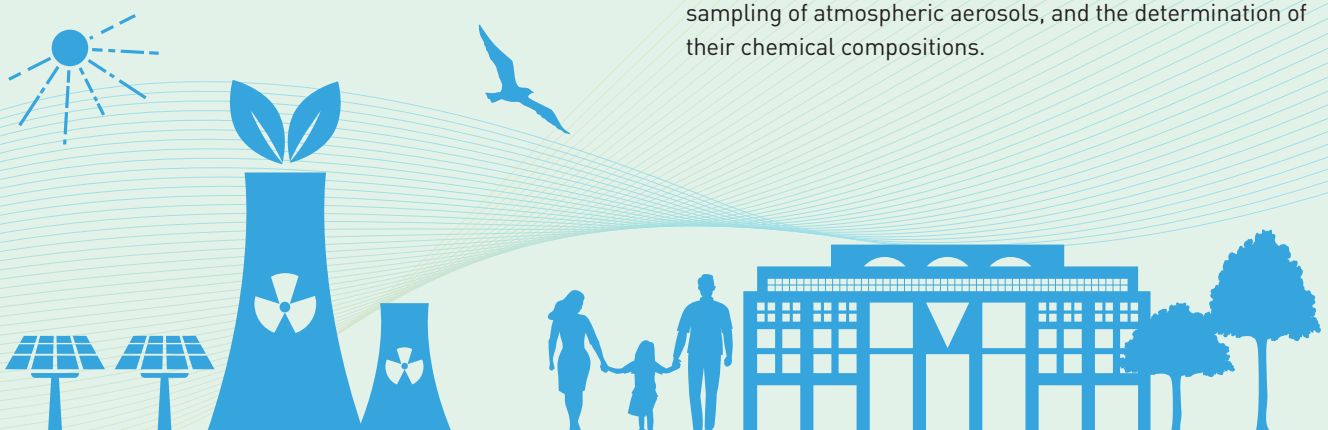 sampling of atmospheric aerosols, and the determination of
their chemical compositions.